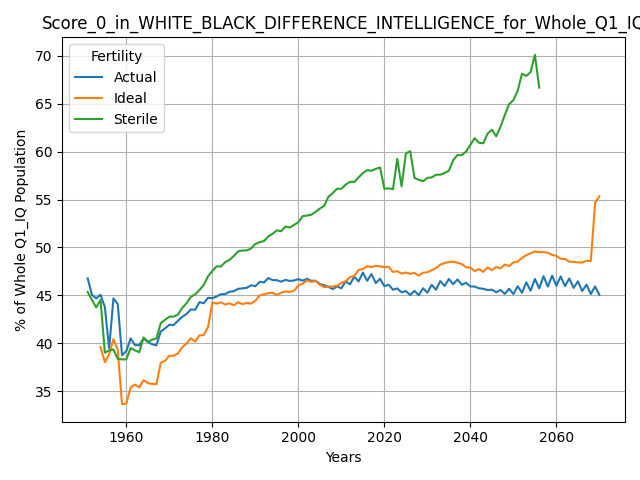 Score_0_in_WHITE_BLACK_DIFFERENCE_INTELLIGENCE_for_Whole_Q1_IQ
Fertility
Actual
Ideal
Sterile
% of Whole Q1_IQ Population
70
65
60
55
50
45
40
35
1960
1980
2000
2020
2040
2060
Years